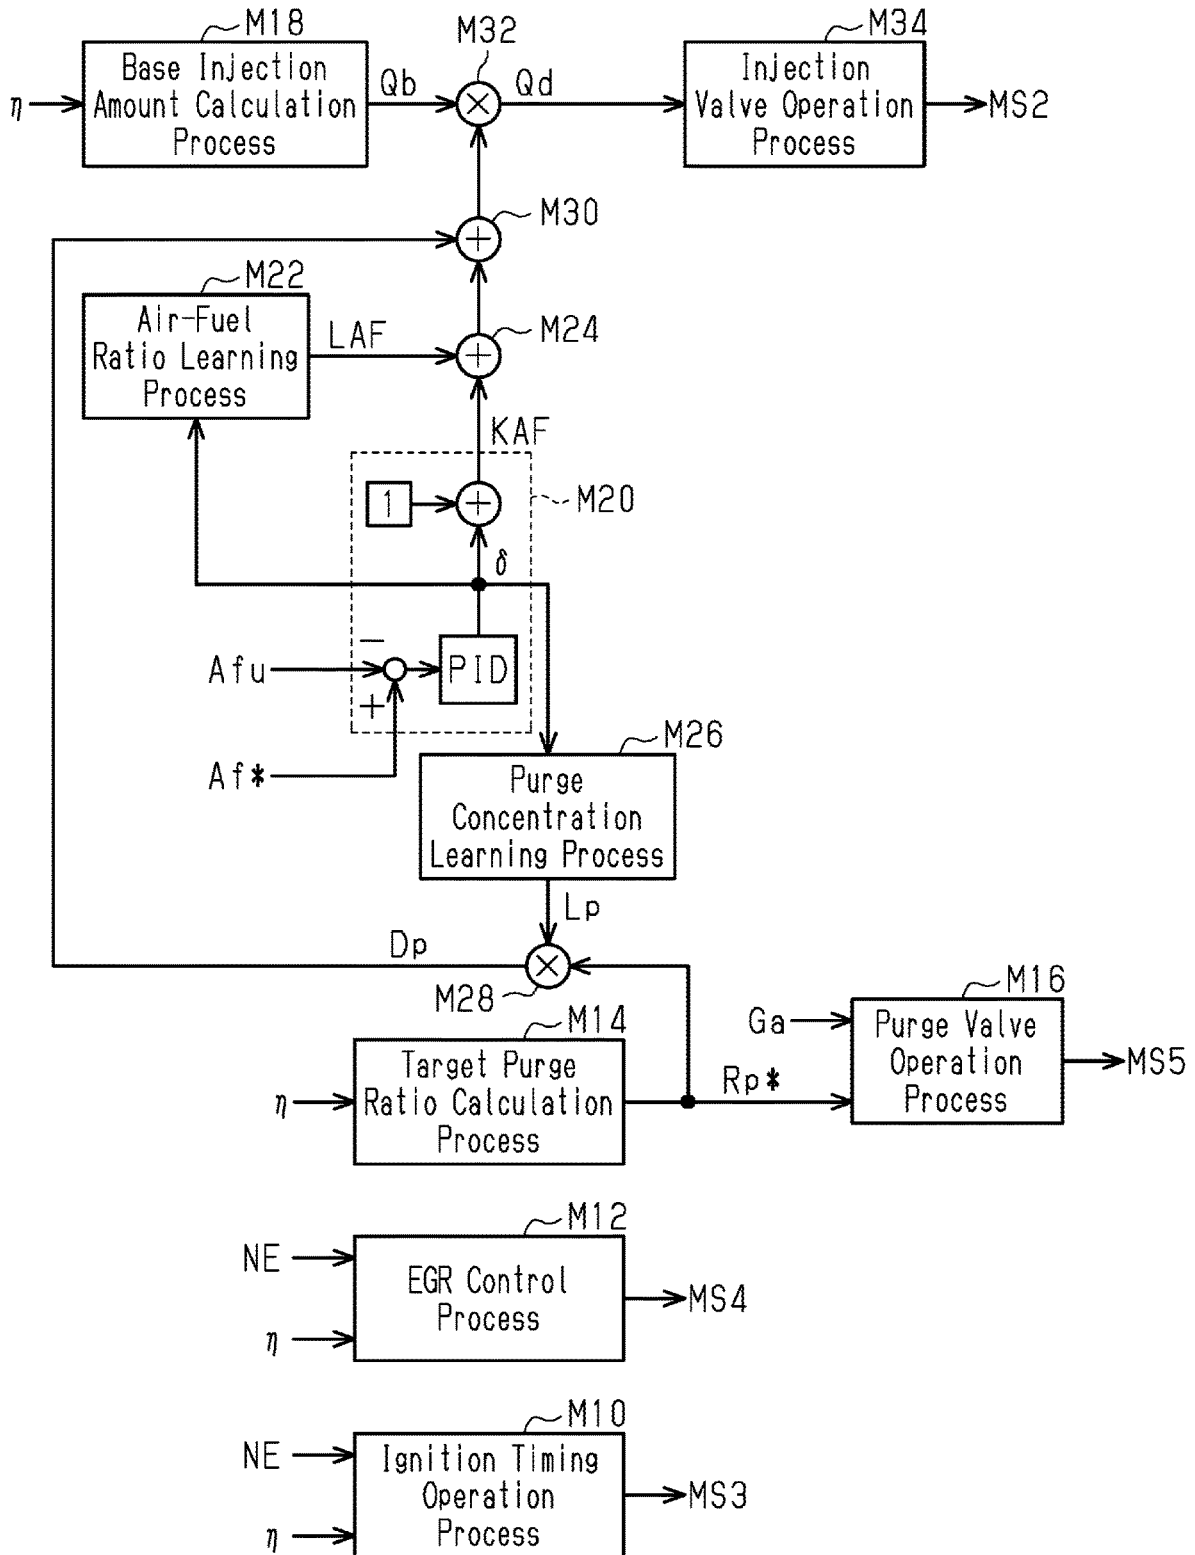 M18
M32
M34
Base Injection
Amount Calculation
Process
η
Qb
×
Qd
Injection
Valve Operation
Process
MS2
M30
+
M22
Air-Fuel
Ratio Learning
Process
LAF
+
M24
KAF
1
+
M20
δ
−
Afu
PID
+
Af*
M26
Purge
Concentration
Learning Process
Lp
Dp
×
M28
M14
M16
Ga
Purge Valve
Operation
Process
MS5
Target Purge
Ratio Calculation
Process
η
Rp*
M12
NE
EGR Control
Process
MS4
η
M10
NE
Ignition Timing
Operation
Process
MS3
η